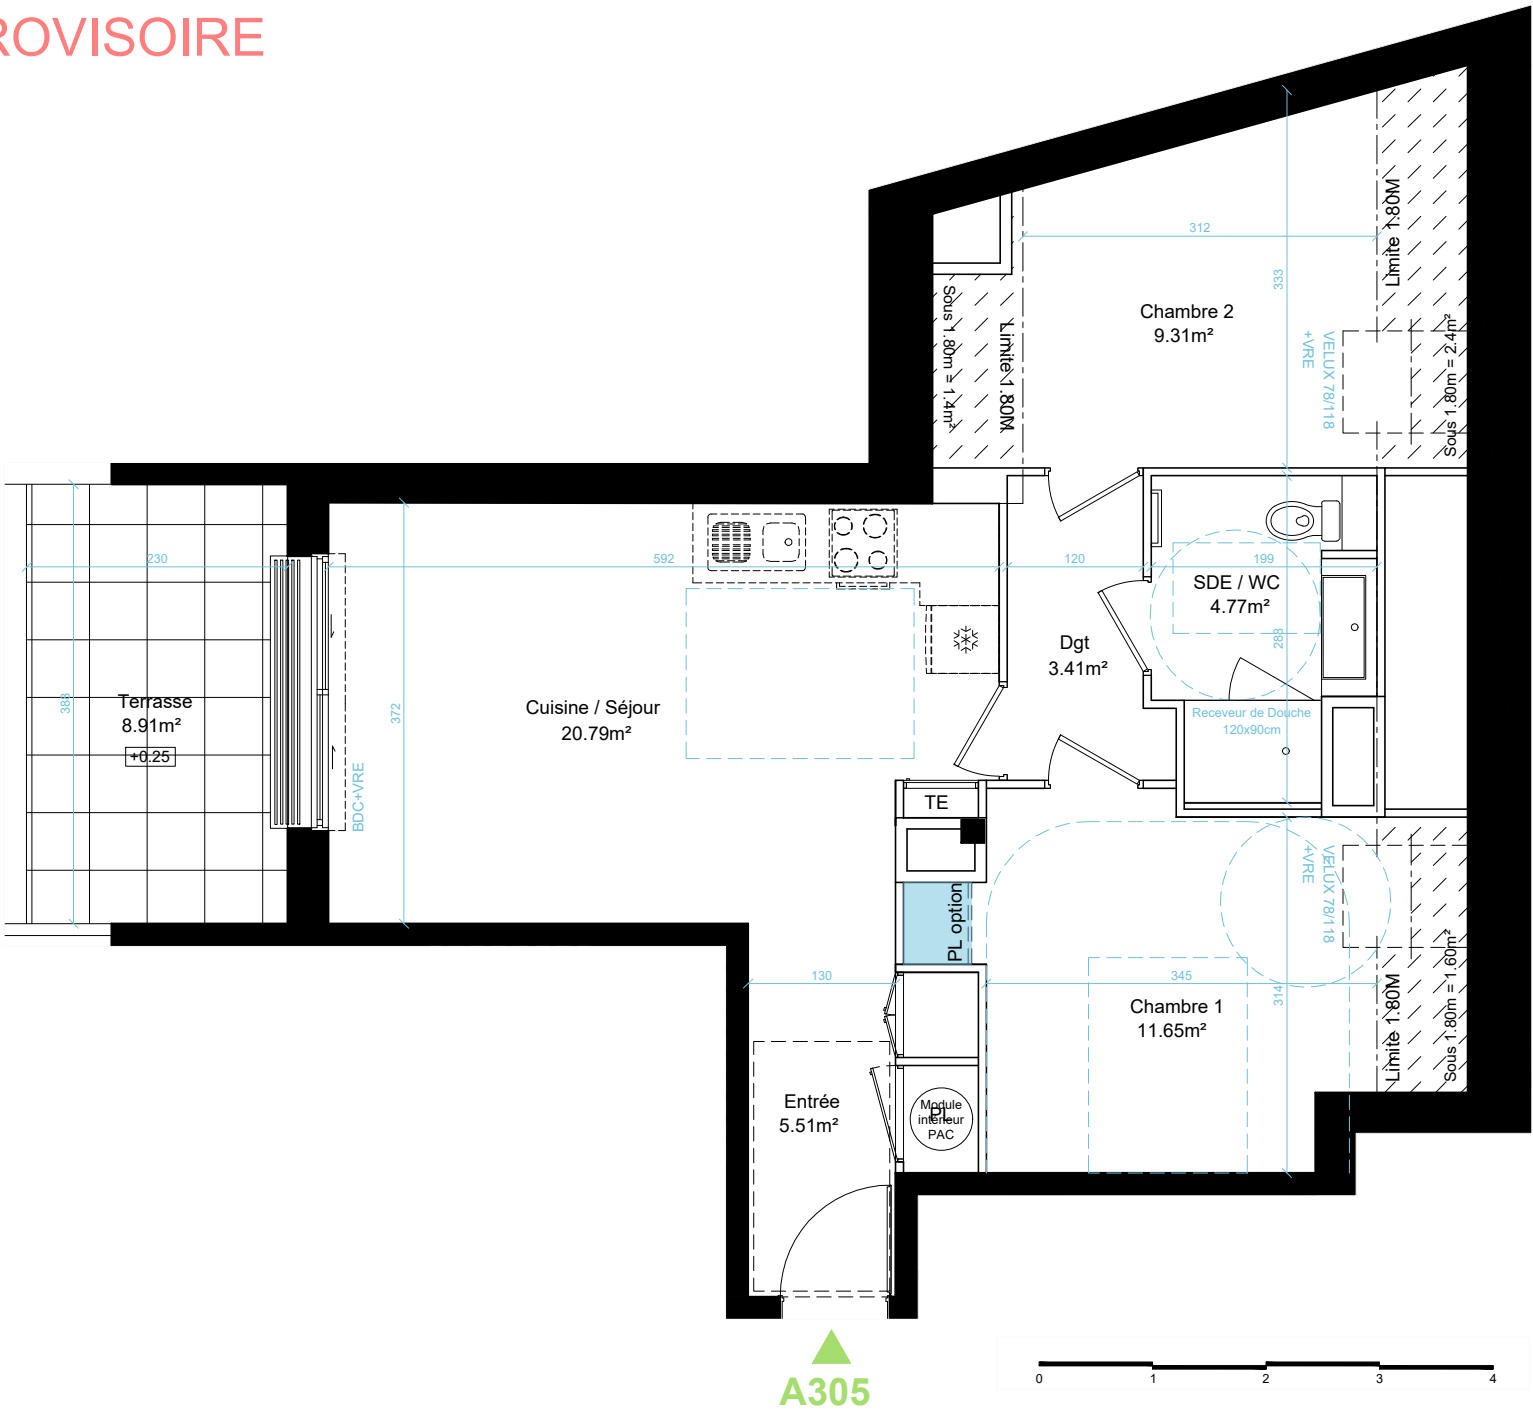 ROVISOIRE
312
333
Limite 1.80M
Sous 1.80m = 1.4m²
Limite 1.80M
Chambre 2
9.31m²
VELUX 78/118
+VRE
Sous 1.80m = 2.4m²
230
592
120
199
SDE / WC
4.77m²
288
Dgt
3.41m²
Terrasse
8.91m²
+0.25
388
372
Cuisine / Séjour
20.79m²
BDC+VRE
Receveur de Douche
120x90cm
TE
PL option
VELUX 78/118
+VRE
130
345
314
Chambre 1
11.65m²
Limite 1.80M
Sous 1.80m = 1.60m²
Entrée
5.51m²
PL
Module
intérieur
PAC
A305
0 1 2 3 4